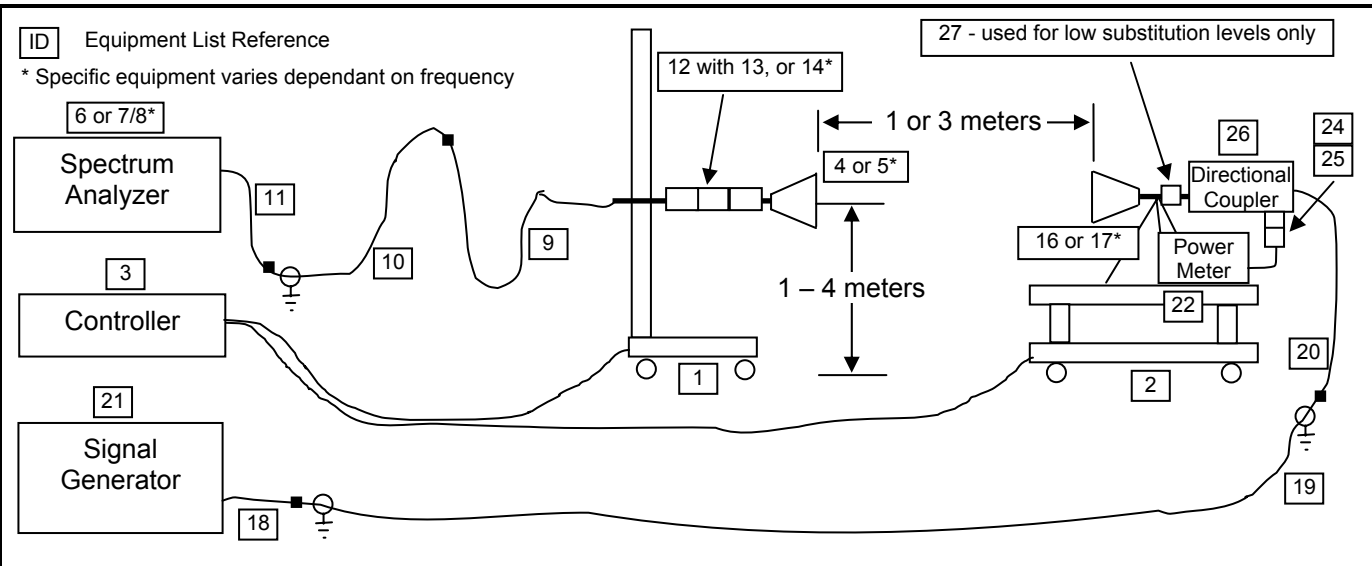 ID Equipment List Reference
* Specific equipment varies dependant on frequency
27 - used for low substitution levels only
12 with 13, or 14*
6 or 7/8*
Spectrum
Analyzer
11
10
9
4 or 5*
1 or 3 meters
26
24
25
Directional
Coupler
16 or 17*
Power
Meter
22
3
Controller
1 – 4 meters
1
2
20
21
Signal
Generator
18
19